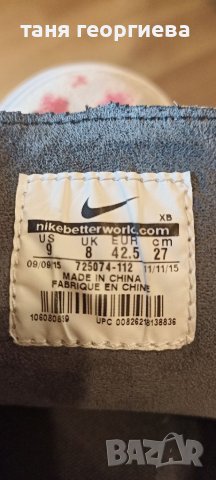 таня георгиева
XB
nikebetterworld.com
US UK EUR cm
9 8 42.5 27
09/09/15 725074-112 11/11/15
MADE IN CHINA
FABRIQUE EN CHINE
UPC 00826218138836
BAZAR